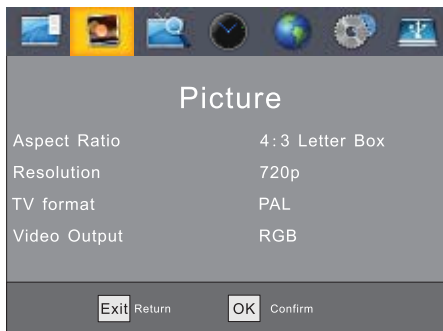 Picture
Aspect Ratio 4:3 Letter Box
Resolution 720p
TV format PAL
Video Output RGB
Exit Return OK Confirm